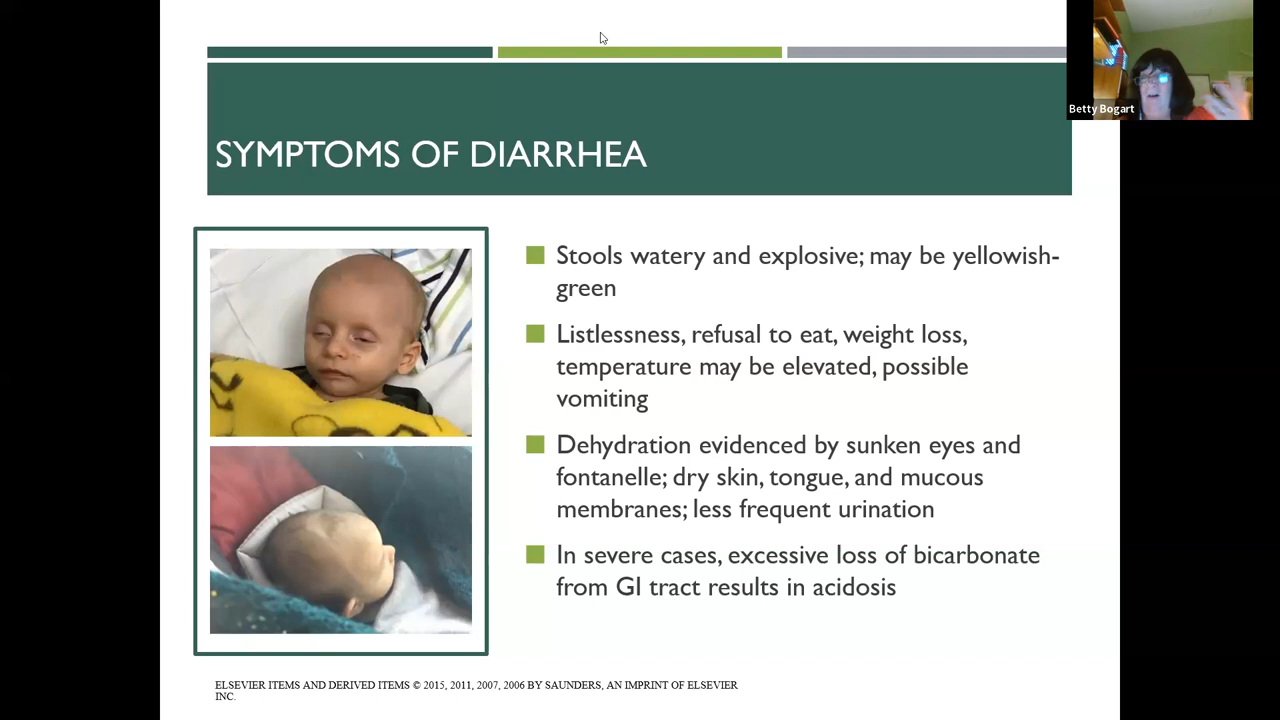 Betty Bogart
SYMPTOMS OF DIARRHEA
Stools watery and explosive; may be yellowish-
green
Listlessness, refusal to eat, weight loss,
temperature may be elevated, possible
vomiting
Dehydration evidenced by sunken eyes and
fontanelle; dry skin, tongue, and mucous
membranes; less frequent urination
In severe cases, excessive loss of bicarbonate
from GI tract results in acidosis
ELSEVIER ITEMS AND DERIVED ITEMS © 2015, 2011, 2007, 2006 BY SAUNDERS, AN IMPRINT OF ELSEVIER
INC.